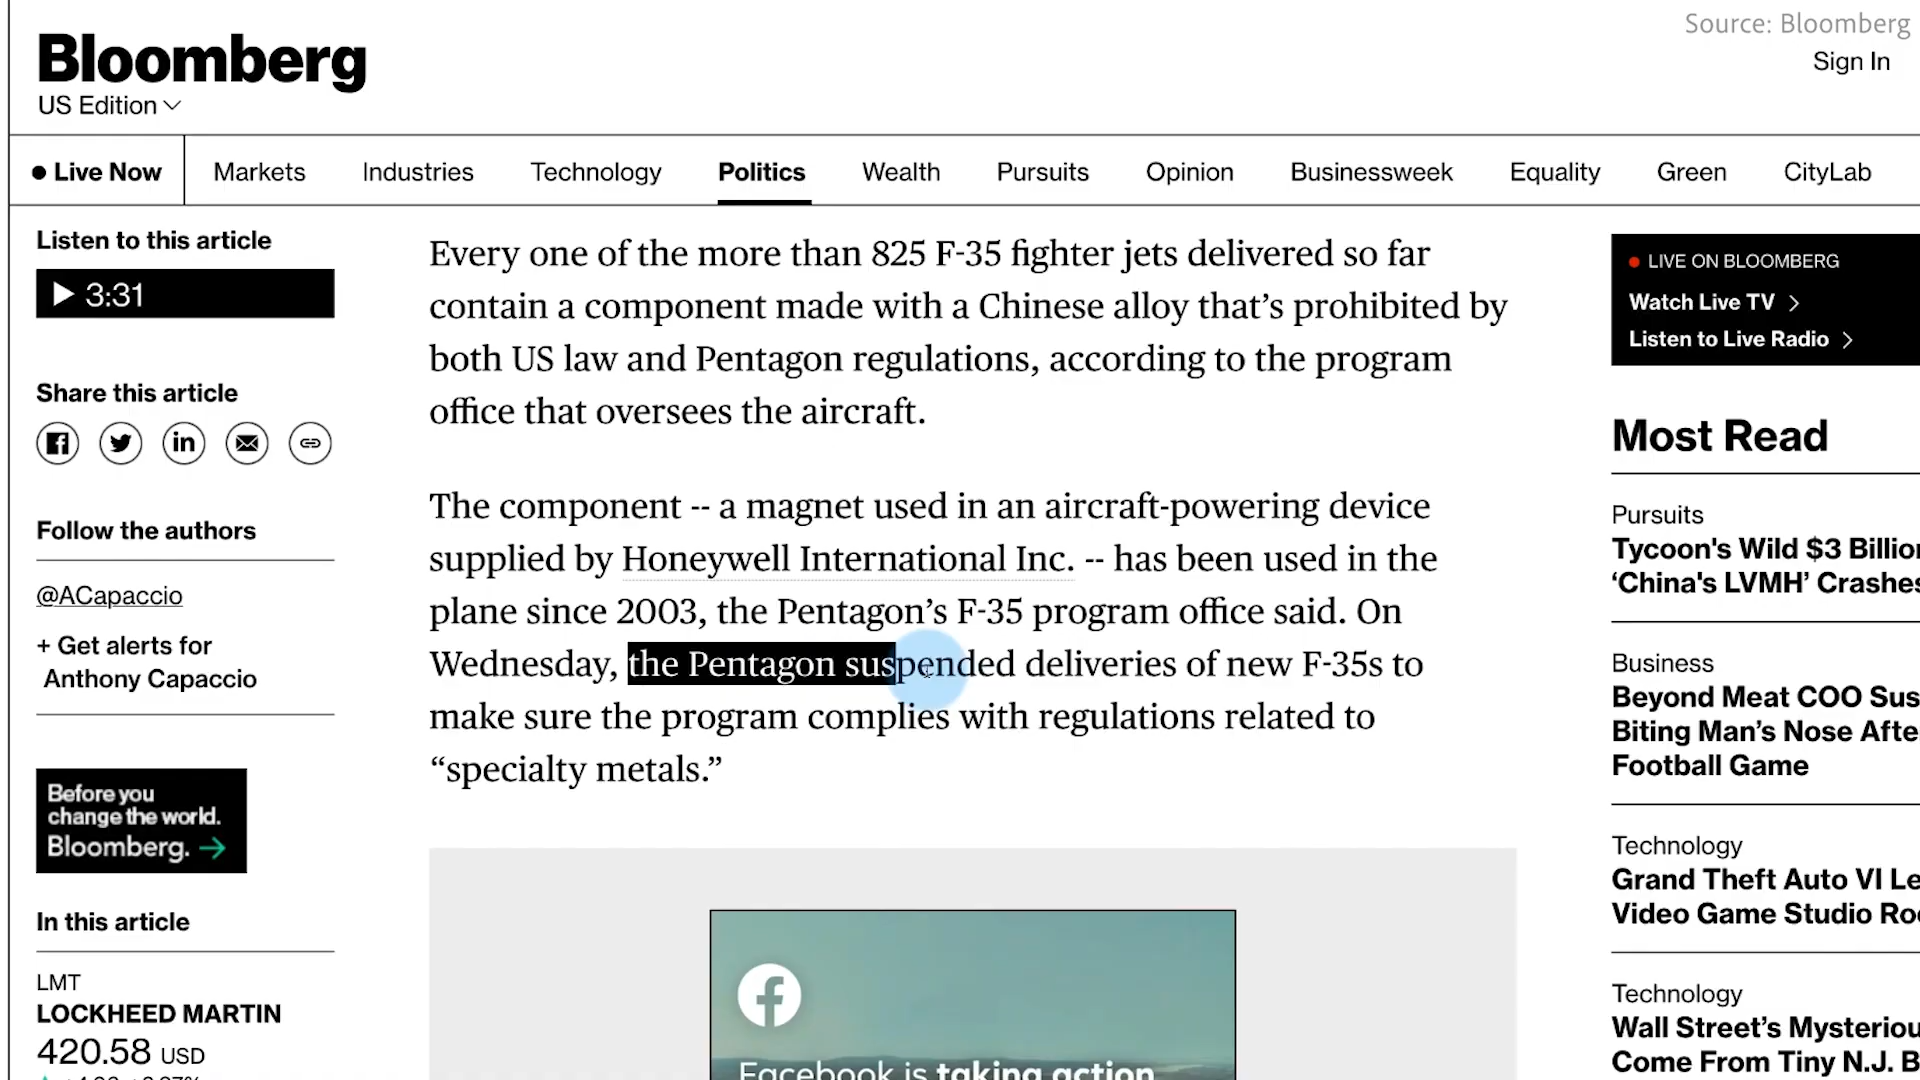 Source: Bloomberg
Bloomberg
Sign In
US Edition
Live Now
Markets
Industries
Technology
Politics
Wealth
Pursuits
Opinion
Businessweek
Equality
Green
CityLab
Listen to this article
3:31
Share this article
Follow the authors
@ACapaccio
+ Get alerts for
Anthony Capaccio
Before you
change the world.
Bloomberg.
In this article
LMT
LOCKHEED MARTIN
420.58 USD
Every one of the more than 825 F-35 fighter jets delivered so far
contain a component made with a Chinese alloy that’s prohibited by
both US law and Pentagon regulations, according to the program
office that oversees the aircraft.
The component -- a magnet used in an aircraft-powering device
supplied by Honeywell International Inc. -- has been used in the
plane since 2003, the Pentagon’s F-35 program office said. On
Wednesday, the Pentagon suspended deliveries of new F-35s to
make sure the program complies with regulations related to
“specialty metals.”
Facebook is taking action
LIVE ON BLOOMBERG
Watch Live TV
Listen to Live Radio
Most Read
Pursuits
Tycoon's Wild $3 Billion
‘China's LVMH’ Crashes
Business
Beyond Meat COO Sus
Biting Man’s Nose Afte
Football Game
Technology
Grand Theft Auto VI Le
Video Game Studio Ro
Technology
Wall Street’s Mysteriou
Come From Tiny N.J. B